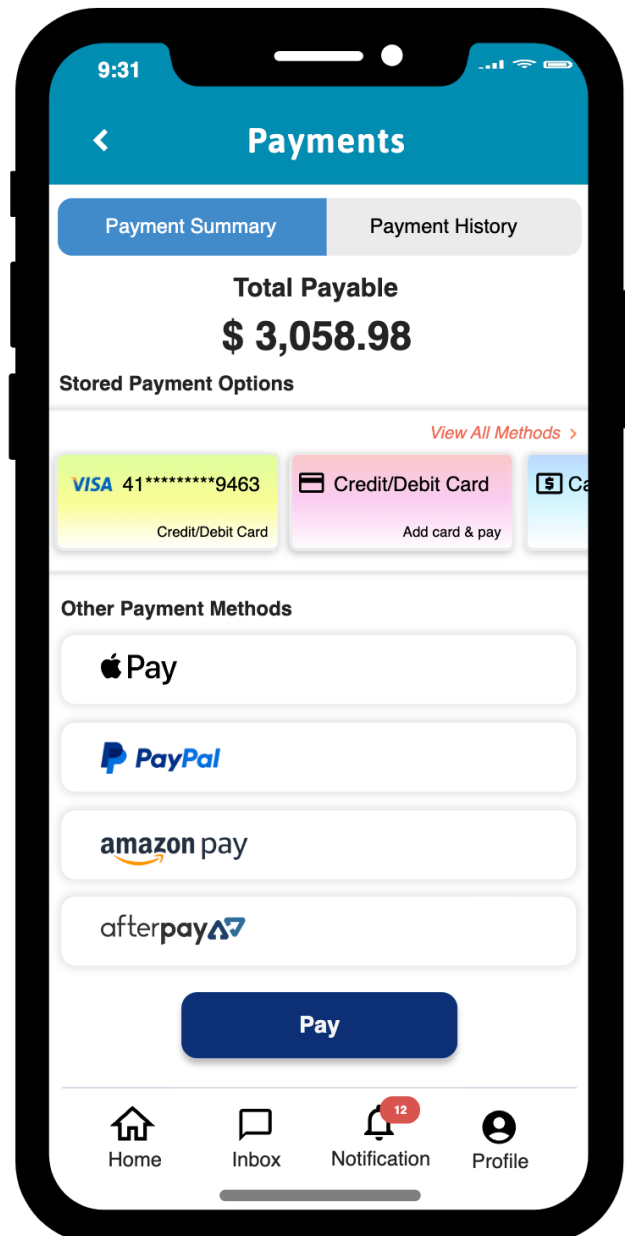 9:31
Payments
Payment Summary Payment History
Total Payable
$ 3,058.98
Stored Payment Options
View All Methods >
VISA 41*********9463 Credit/Debit Card Ca
Credit/Debit Card Add card & pay
Other Payment Methods
Pay
PayPal
amazon pay
afterpay
Pay
12
Home Inbox Notification Profile